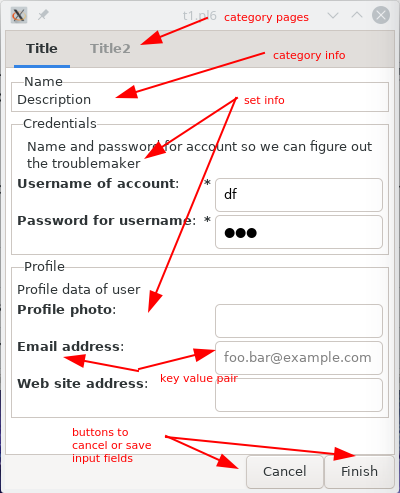 t1.pl6
category pages
Title Title2
category info
Name
Description
set info
Credentials
Name and password for account so we can figure out
the troublemaker
Username of account: *
df
Password for username: *
●●●
Profile
Profile data of user
Profile photo:
Email address:
foo.bar@example.com
key value pair
Web site address:
buttons to
cancel or save
input fields
Cancel Finish